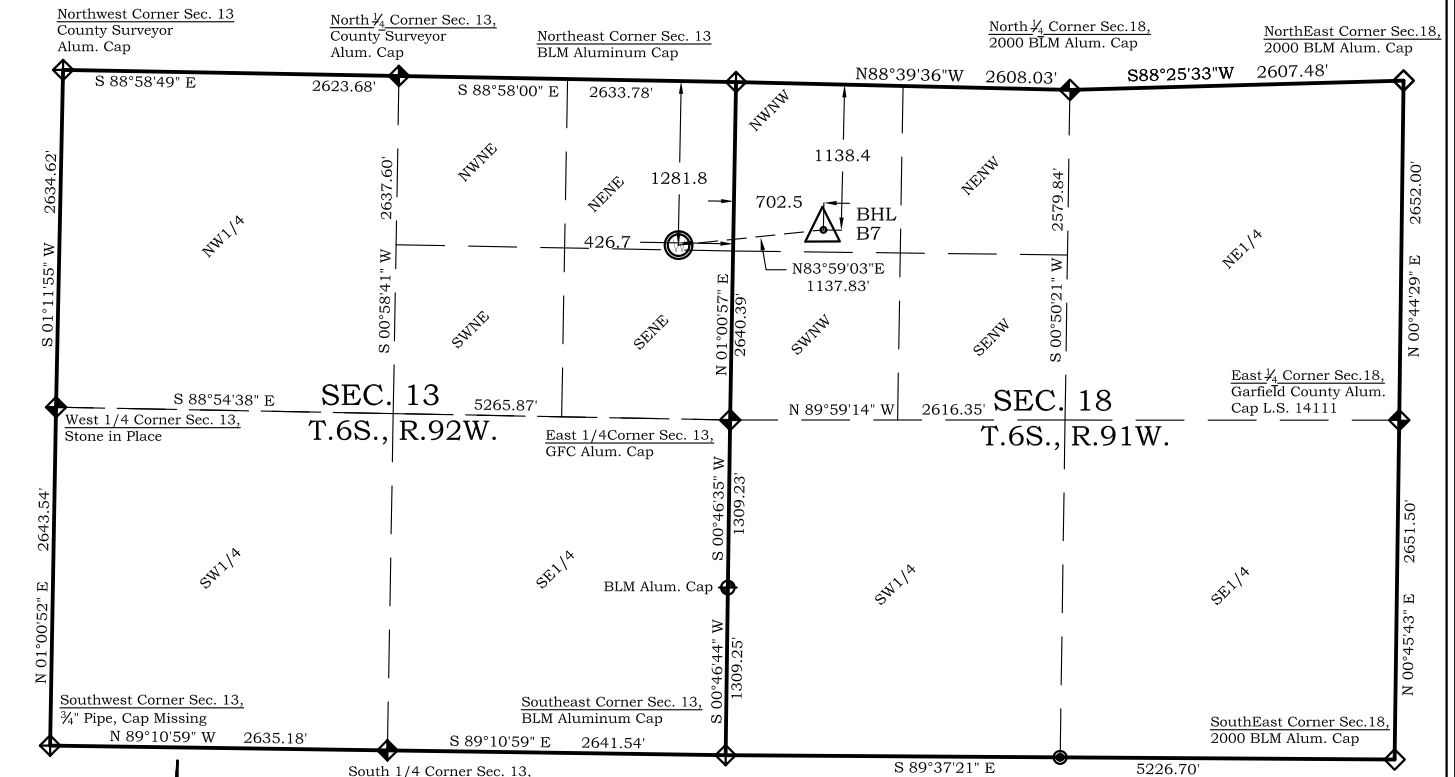 Northwest Corner Sec. 13
County Surveyor
Alum. Cap
North 1/4 Corner Sec. 13,
County Surveyor
Alum. Cap
Northeast Corner Sec. 13
BLM Aluminum Cap
North 1/4 Corner Sec.18,
2000 BLM Alum. Cap
NorthEast Corner Sec.18,
2000 BLM Alum. Cap
S 88°58'49" E 2623.68'
S 88°58'00" E 2633.78'
N88°39'36"W 2608.03'
S88°25'33"W 2607.48'
S 01°11'55" W 2634.62'
NW1/4
S 00°58'41" W 2637.60'
NWNE
NENE
1281.8
426.7
SWNE
SENE
N 01°00'57" E
2640.39'
NWNW
1138.4
702.5
BHL
B7
N83°59'03"E
1137.83'
NENW
SWNW
SENW
S 00°50'21" W 2579.84'
NE1/4
N 00°44'29" E 2652.00'
East 1/4 Corner Sec.18,
Garfield County Alum.
Cap L.S. 14111
S 88°54'38" E 5265.87'
SEC. 13
T.6S., R.92W.
West 1/4 Corner Sec. 13,
Stone in Place
East 1/4Corner Sec. 13,
GFC Alum. Cap
N 89°59'14" W 2616.35'
SEC. 18
T.6S., R.91W.
N 01°00'52" E 2643.54'
SW1/4
SE1/4
S 00°46'35" W
1309.23'
BLM Alum. Cap
S 00°46'44" W
1309.25'
SW1/4
SE1/4
N 00°45'43" E 2651.50'
Southwest Corner Sec. 13,
¾" Pipe, Cap Missing
Southeast Corner Sec. 13,
BLM Aluminum Cap
SouthEast Corner Sec.18,
2000 BLM Alum. Cap
N 89°10'59" W 2635.18'
S 89°10'59" E 2641.54'
S 89°37'21" E 5226.70'
South 1/4 Corner Sec. 13,